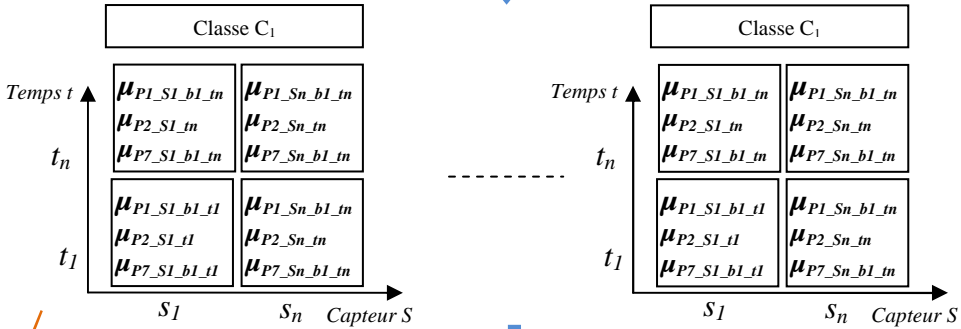 Classe C₁
Temps t
μP1_S1_b1_tn μP1_Sn_b1_tn
μP2_S1_tn μP2_Sn_tn
μP7_S1_b1_tn μP7_Sn_b1_tn
tn
μP1_S1_b1_t1 μP1_Sn_b1_tn
μP2_S1_t1 μP2_Sn_tn
μP7_S1_b1_t1 μP7_Sn_b1_tn
t1
s1 sn Capteur S
Classe C₁
Temps t
μP1_S1_b1_tn μP1_Sn_b1_tn
μP2_S1_tn μP2_Sn_tn
μP7_S1_b1_tn μP7_Sn_b1_tn
tn
μP1_S1_b1_t1 μP1_Sn_b1_tn
μP2_S1_t1 μP2_Sn_tn
μP7_S1_b1_t1 μP7_Sn_b1_tn
t1
s1 sn Capteur S